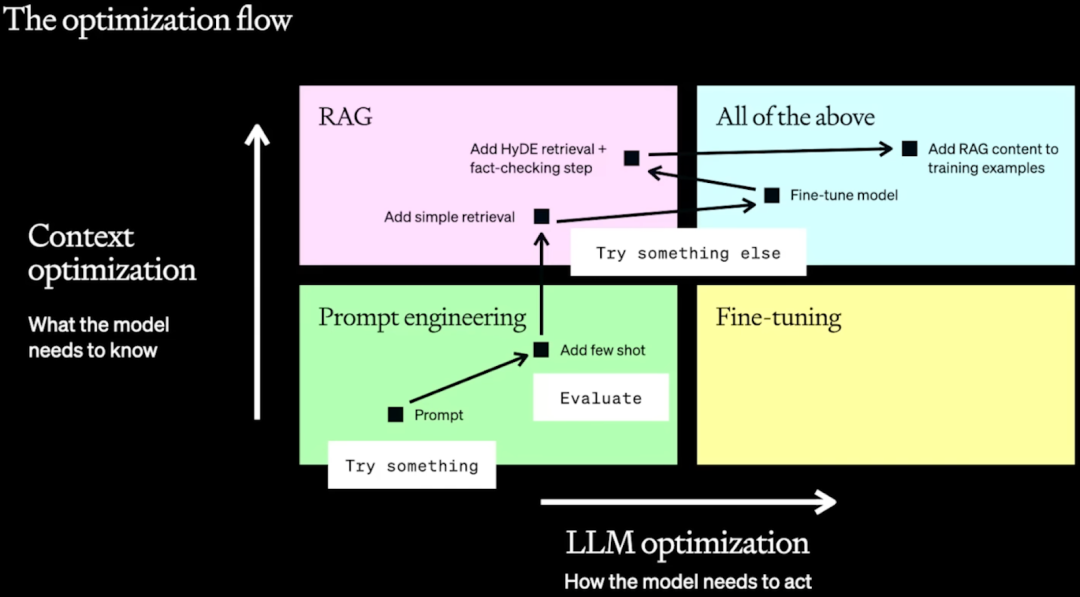 The optimization flow
RAG
All of the above
Add HyDE retrieval +
fact-checking step
Add RAG content to
training examples
Fine-tune model
Add simple retrieval
Try something else
Context
optimization
What the model
needs to know
Prompt engineering
Fine-tuning
Add few shot
Evaluate
Prompt
Try something
LLM optimization
How the model needs to act